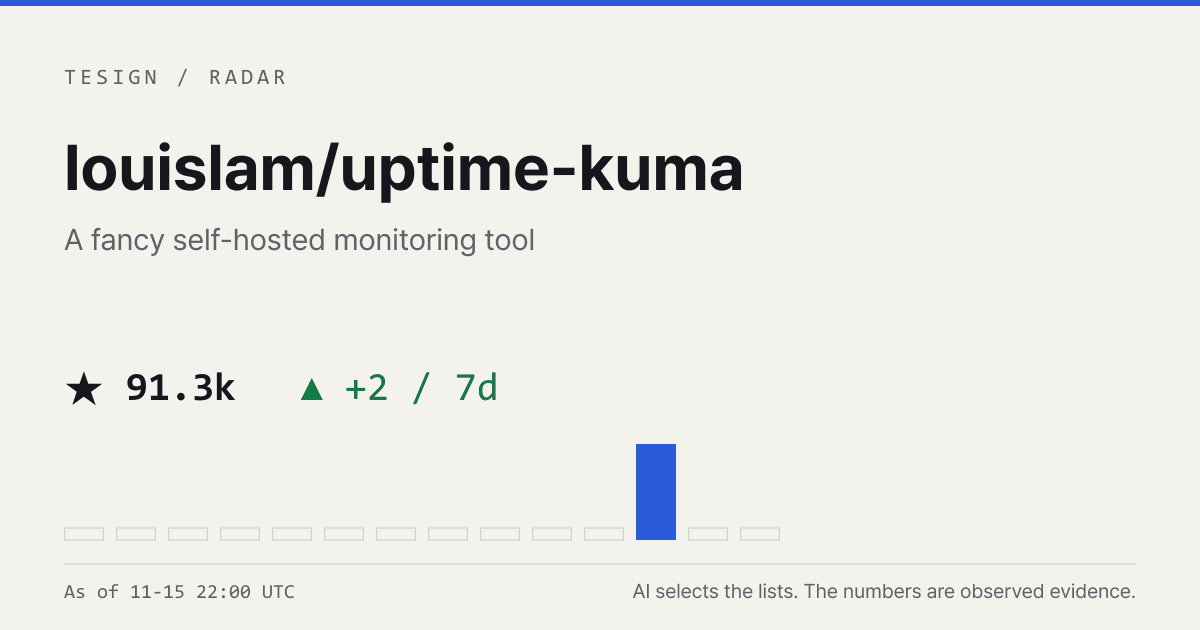 TESIGN / RADAR
louislam/uptime-kuma
A fancy self-hosted monitoring tool
★ 91.3k ▲ +2 / 7d
As of 11-15 22:00 UTC
AI selects the lists. The numbers are observed evidence.